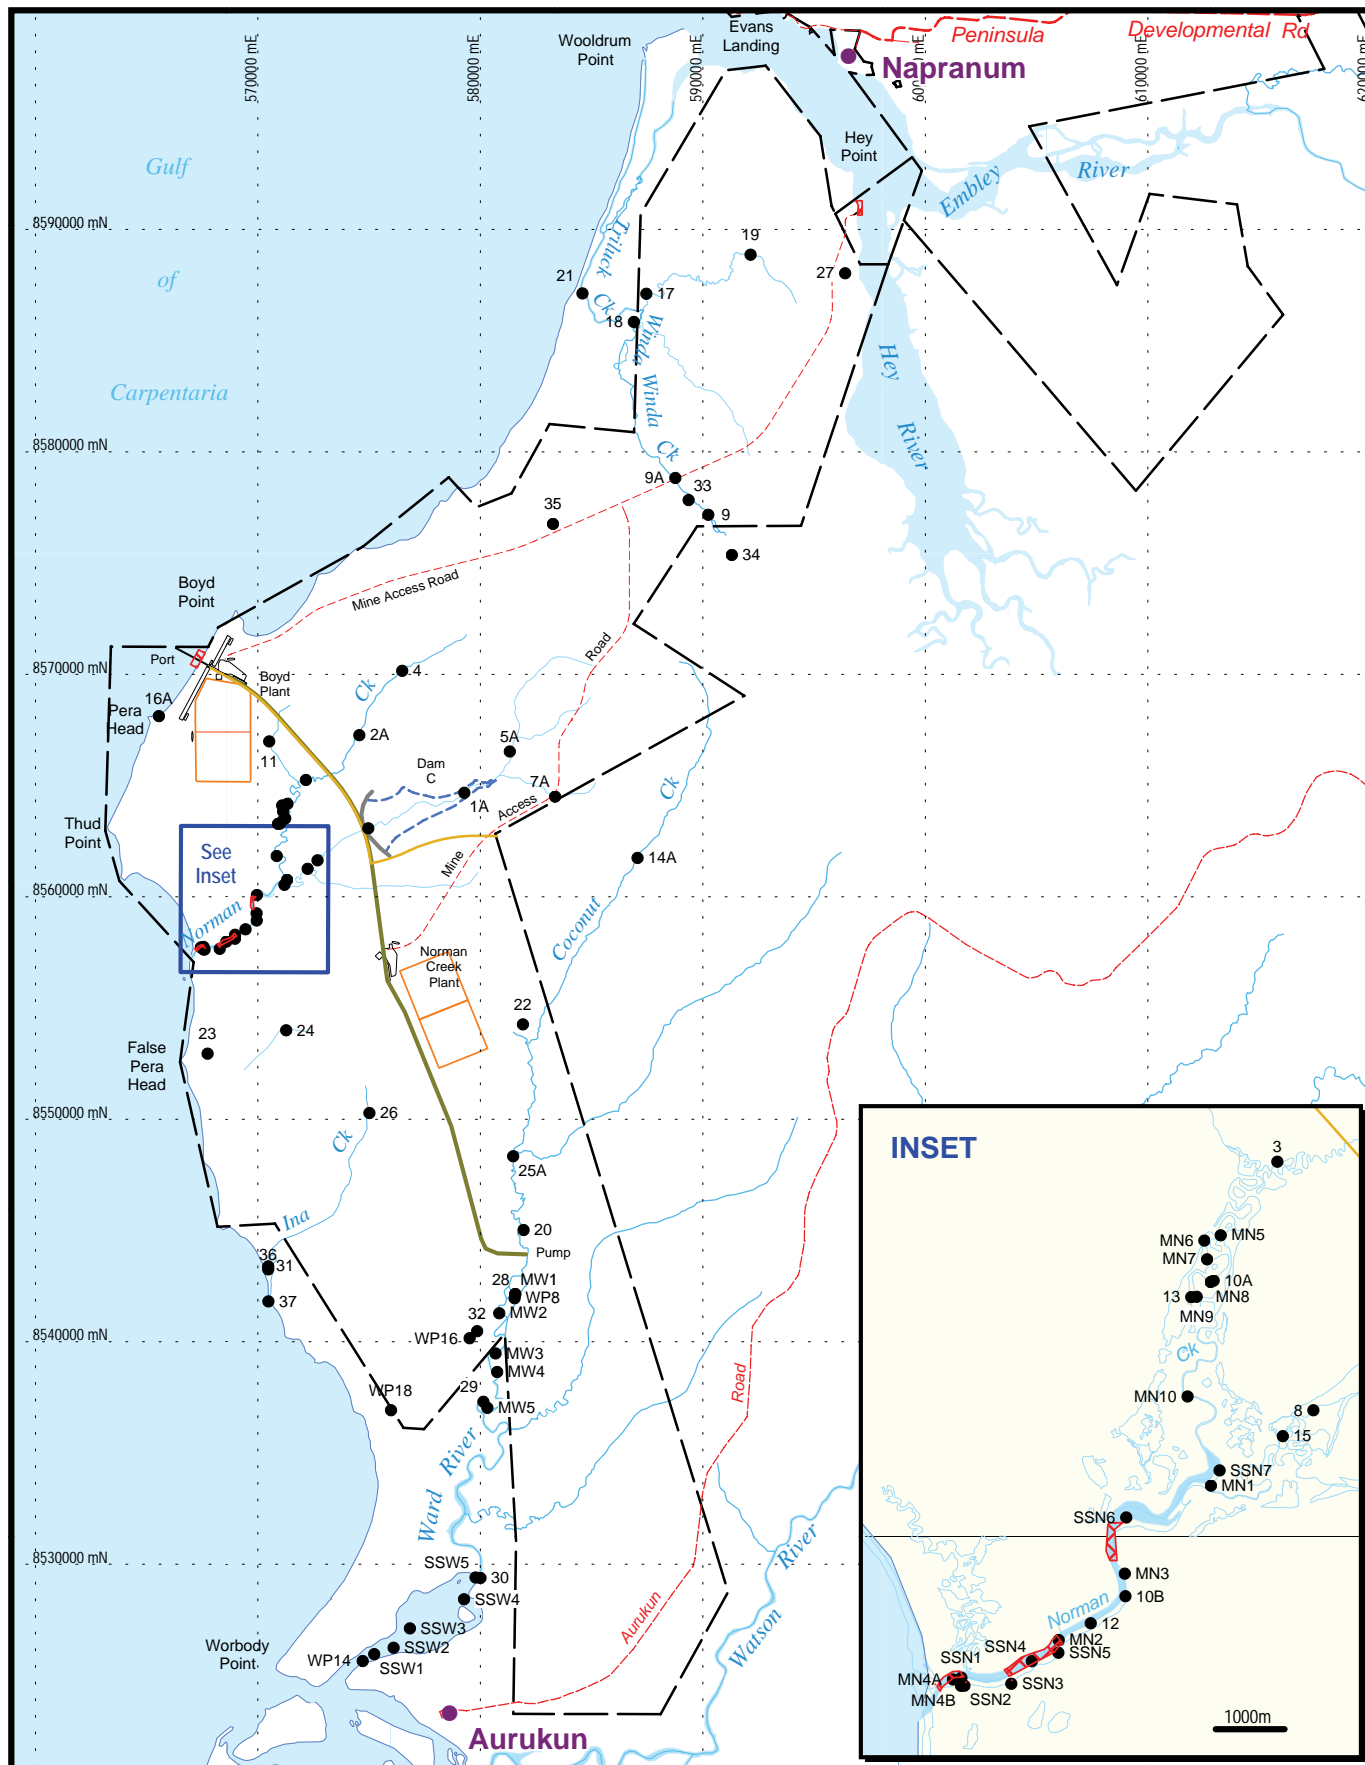 Evans
Landing
Wooldrum
Point
Peninsula
Developmental Rd
Napranum
570000 mE
580000 mE
590000 mE
610000 mE
Gulf
of
Carpentaria
Hey
Point
Embley
River
8590000 mN
Triluck
Ck
19
21
17
27
18
Winda
Winda
Ck
Hey
River
8580000 mN
9A
33
35
9
34
Boyd
Point
Mine Access Road
Port
8570000 mN
Boyd
Plant
4
Ck
Road
Pera
Head
16A
2A
11
5A
Dam
C
7A
1A
Access
Ck
Thud
Point
See
Inset
Mine
14A
8560000 mN
Norman
Coconut
Norman
Creek
Plant
22
23
24
False
Pera
Head
8550000 mN
26
Ck
25A
Ina
20
Pump
36
31
28
MW1
WP8
37
32
MW2
8540000 mN
WP16
MW3
MW4
WP18
29
MW5
Road
Ward
River
8530000 mN
SSW5
30
SSW4
River
SSW3
SSW2
Worbody
Point
WP14
SSW1
Aurukun
Watson
Aurukun
INSET
3
MN6
MN5
MN7
10A
13
MN8
MN9
Ck
MN10
8
15
SSN7
MN1
SSN6
MN3
10B
Norman
12
SSN4
MN2
SSN5
SSN1
MN4A
SSN3
MN4B
SSN2
1000m